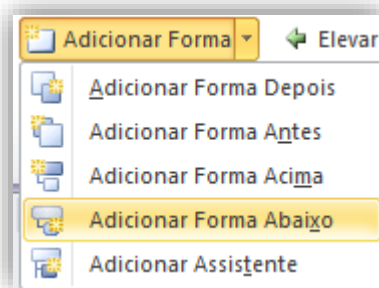 Adicionar Forma Elevar
Adicionar Forma Depois
Adicionar Forma Antes
Adicionar Forma Acima
Adicionar Forma Abaixo
Adicionar Assistente